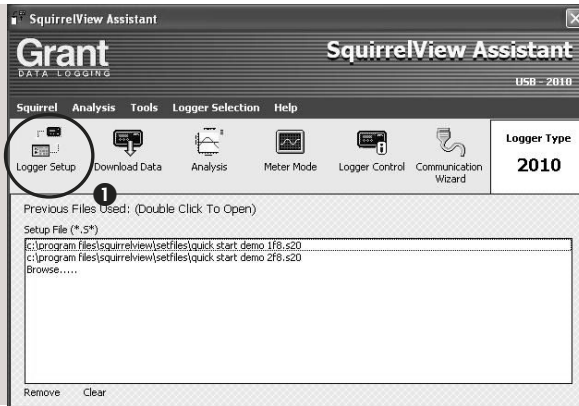 SquirrelView Assistant
Grant
DATA LOGGING
SquirrelView Assistant
USB - 2010
Squirrel Analysis Tools Logger Selection Help
Logger Setup
Download Data
Analysis
Meter Mode
Logger Control
Communication
Wizard
Logger Type
2010
1
Previous Files Used: (Double Click To Open)
Setup File (*.S*)
c:\program files\squirrelview\setfiles\quick start demo 1f8.s20
c:\program files\squirrelview\setfiles\quick start demo 2f8.s20
Browse.....
Remove Clear